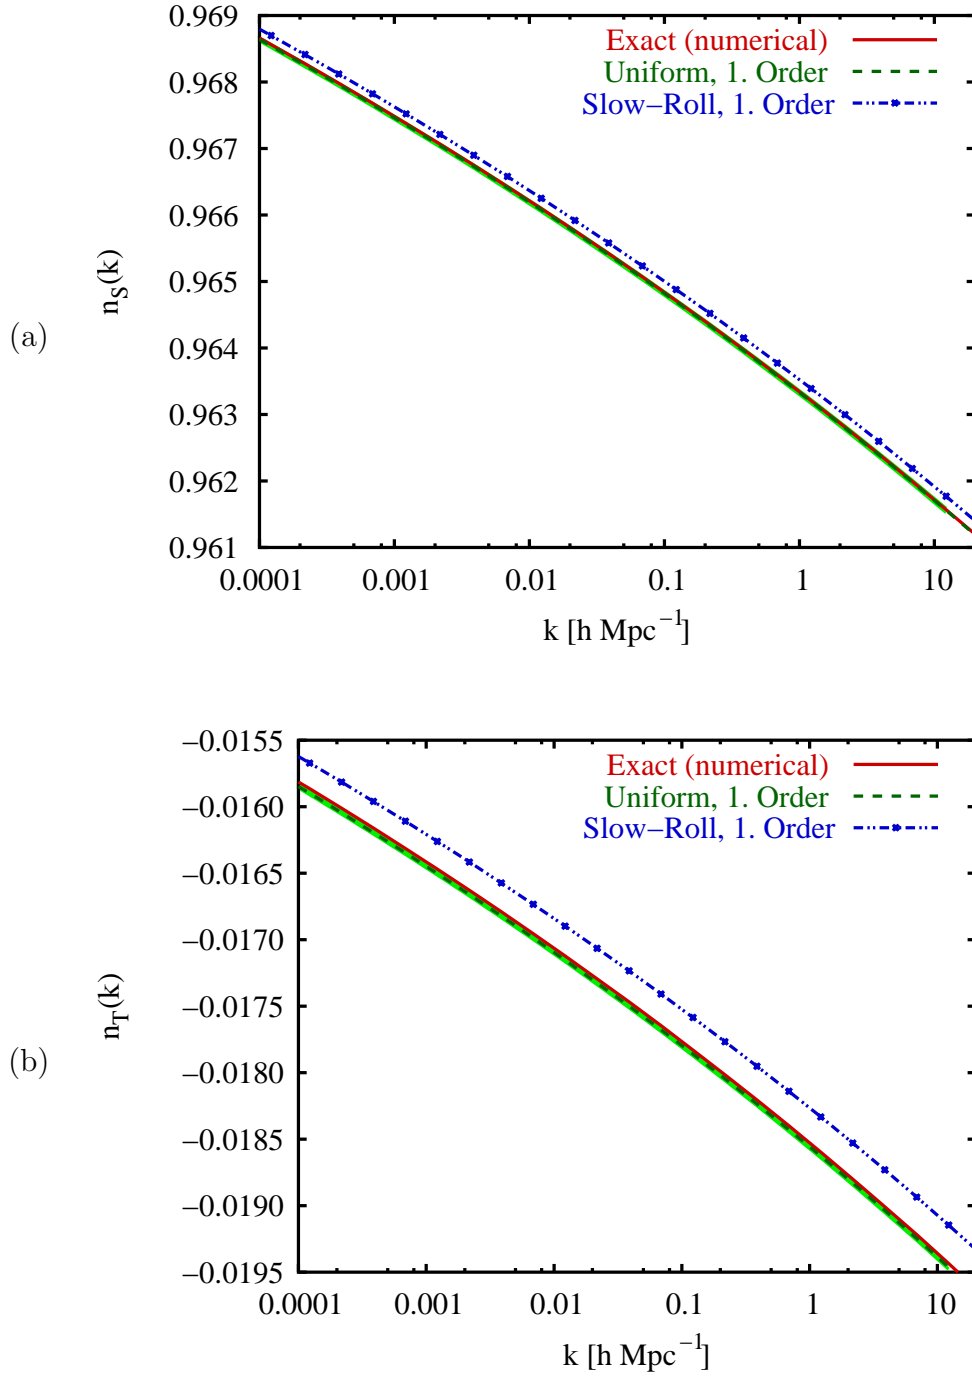 0.969
0.968
0.967
0.966
0.965
0.964
0.963
0.962
0.961
n_S(k)
(a)
Exact (numerical)
Uniform, 1. Order
Slow−Roll, 1. Order
0.0001 0.001 0.01 0.1 1 10
k [h Mpc⁻¹]
−0.0155
−0.0160
−0.0165
−0.0170
−0.0175
−0.0180
−0.0185
−0.0190
−0.0195
n_T(k)
(b)
Exact (numerical)
Uniform, 1. Order
Slow−Roll, 1. Order
0.0001 0.001 0.01 0.1 1 10
k [h Mpc⁻¹]